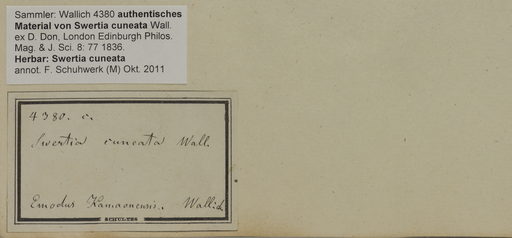 Sammler: Wallich 4380 authentisches
Material von Swertia cuneata Wall.
ex D. Don, London Edinburgh Philos.
Mag. & J. Sci. 8: 77 1836.
Herbar: Swertia cuneata
annot. F. Schuhwerk (M) Okt. 2011
4380. c.
Swertia cuneata Wall.
Emodus Kamaonensis. Wallich
SCHULTES